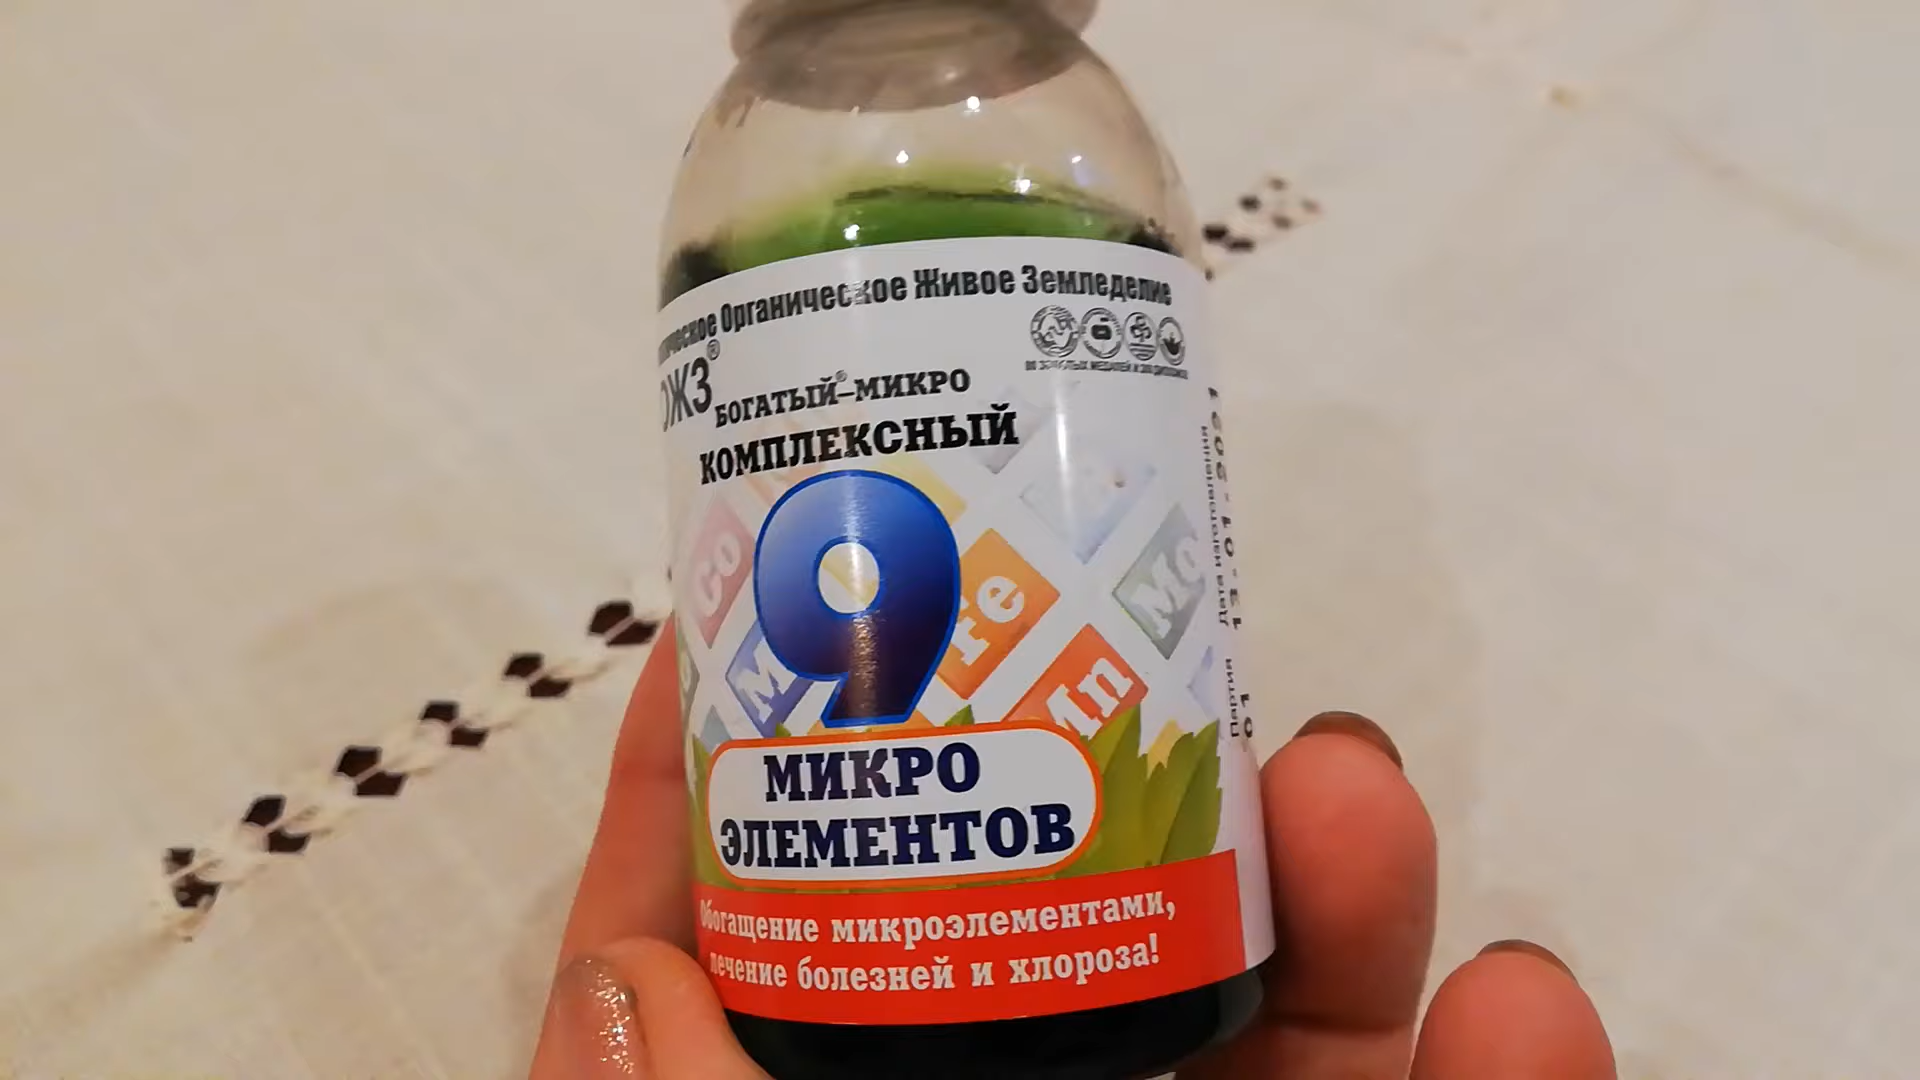 Органическое Живое Земледелие
ОЖЗ®
БОГАТЫЙ®–МИКРО
КОМПЛЕКСНЫЙ
9
Co
Fe
Mo
Mn
МИКРО
ЭЛЕМЕНТОВ
Обогащение микроэлементами,
лечение болезней и хлороза!
Дата изготовления
Партия